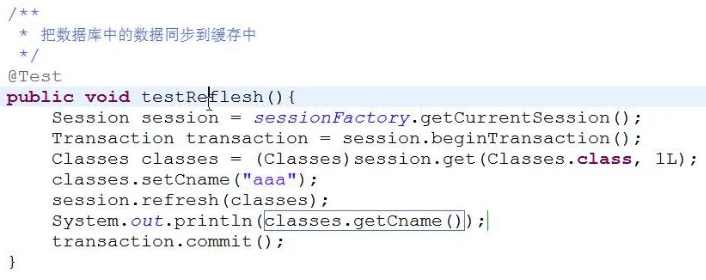 /**
 * 把数据库中的数据同步到缓存中
 */
@Test
public void testReflesh(){
    Session session = sessionFactory.getCurrentSession();
    Transaction transaction = session.beginTransaction();
    Classes classes = (Classes)session.get(Classes.class, 1L);
    classes.setCname("aaa");
    session.refresh(classes);
    System.out.println(classes.getCname());
    transaction.commit();
}